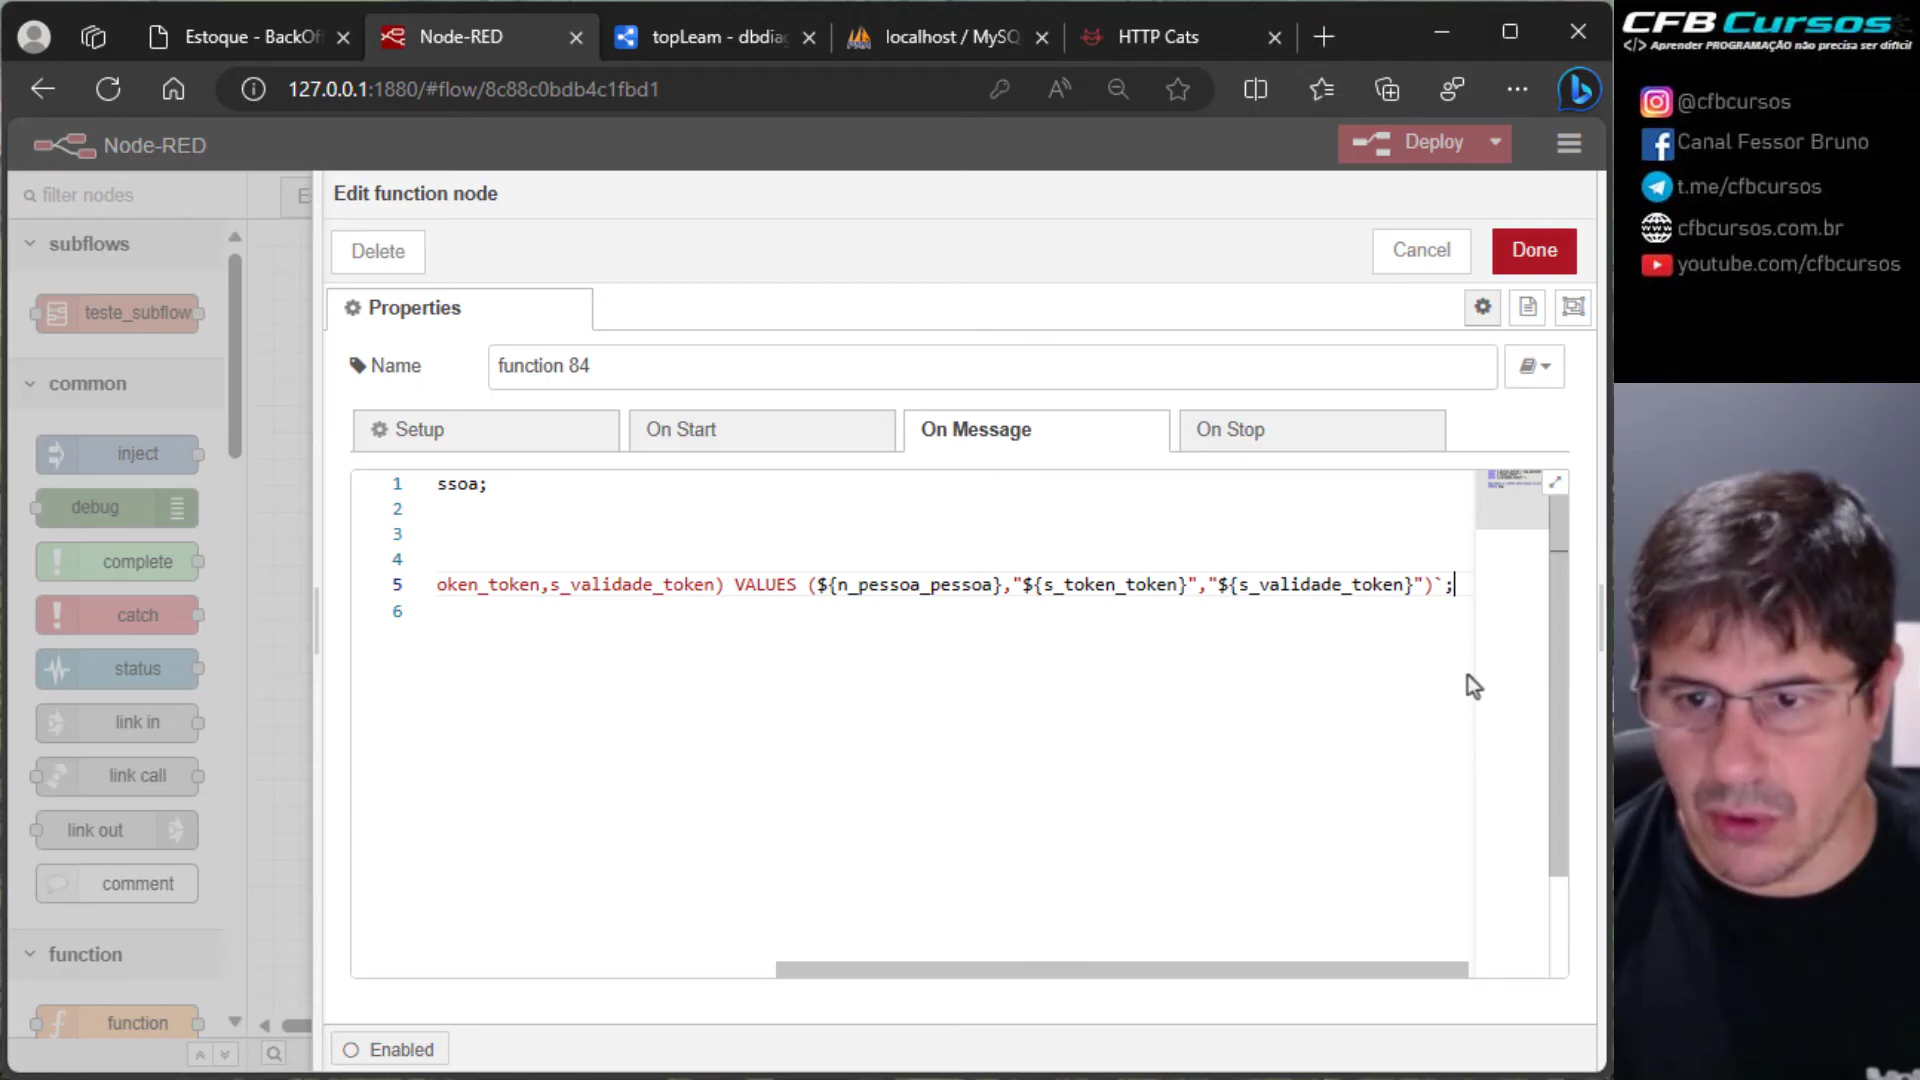 Estoque - BackOf
Node-RED
topLeam - dbdia
localhost / MySQ
HTTP Cats
127.0.0.1:1880/#flow/8c88c0bdb4c1fbd1
Node-RED
Deploy
filter nodes
Edit function node
subflows
Delete
Cancel
Done
teste_subflow
Properties
Name
function 84
common
Setup
On Start
On Message
On Stop
inject
debug
complete
catch
status
link in
link call
link out
comment
function
function
1 ssoa;
2
3
4
5 oken_token,s_validade_token) VALUES (${n_pessoa_pessoa},"${s_token_token}","${s_validade_token}")`;
6
Enabled
CFB Cursos
</> Aprender PROGRAMAÇÃO não precisa ser difícil
@cfbcursos
Canal Fessor Bruno
t.me/cfbcursos
cfbcursos.com.br
youtube.com/cfbcursos